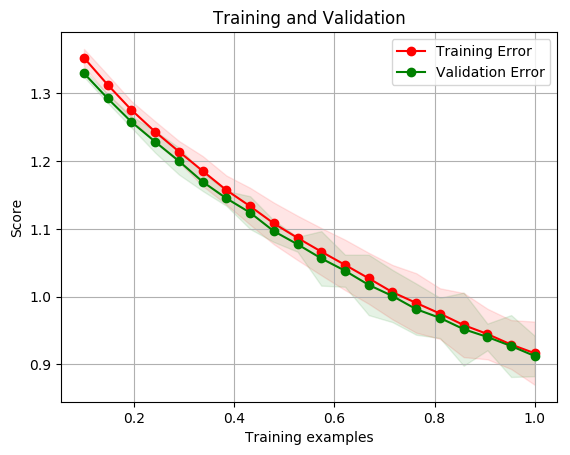 Training and Validation
Training Error
Validation Error
1.3
1.2
1.1
1.0
0.9
Score
0.2
0.4
0.6
0.8
1.0
Training examples